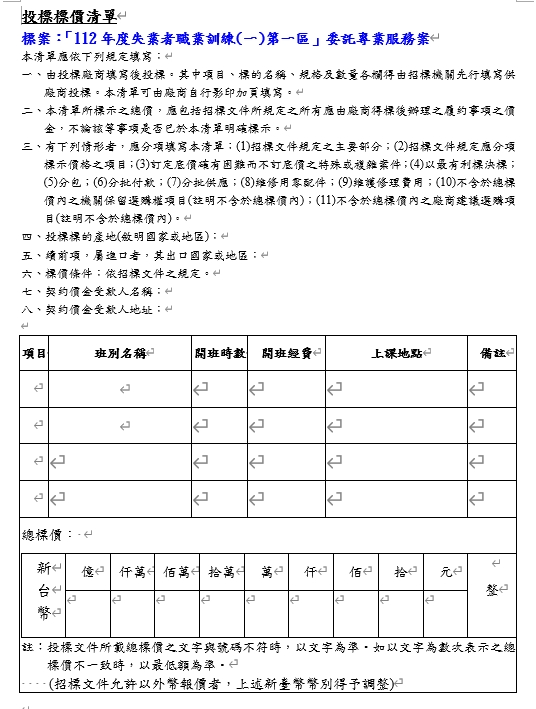 投標標價清單
標案:「112 年度失業者職業訓練(一)第一區」委託專業服務案
本清單應依下列規定填寫：
一、由投標廠商填寫後投標。其中項目、標的名稱、規格及數量各欄得由招標機關先行填寫供
廠商投標。本清單可由廠商自行影印加頁填寫。
二、本清單所標示之總價，應包括招標文件所規定之所有應由廠商得標後辦理之履約事項之價
金，不論該等事項是否已於本清單明確標示。
三、有下列情形者，應分項填寫本清單：(1)招標文件規定之主要部分；(2)招標文件規定應分項
標示價格之項目；(3)訂定底價確有困難而不訂底價之特殊或複雜案件；(4)以最有利標決標；
(5)分包；(6)分批付款；(7)分批供應；(8)維修用零配件；(9)維護修理費用；(10)不含於總標
價內之機關保留選購權項目(註明不含於總標價內)；(11)不含於總標價內之廠商建議選購項
目(註明不含於總標價內)。
四、投標標的產地(敘明國家或地區)：
五、續前項，屬進口者，其出口國家或地區：
六、標價條件：依招標文件之規定。
七、契約價金受款人名稱：
八、契約價金受款人地址：
項目 班別名稱 開班時數 開班經費 上課地點 備註
總標價：
新台幣 億 仟萬 佰萬 拾萬 萬 仟 佰 拾 元 整
註：投標文件所載總標價之文字與號碼不符時，以文字為準。如以文字為數次表示之總
標價不一致時，以最低額為準。
(招標文件允許以外幣報價者，上述新臺幣幣別得予調整)